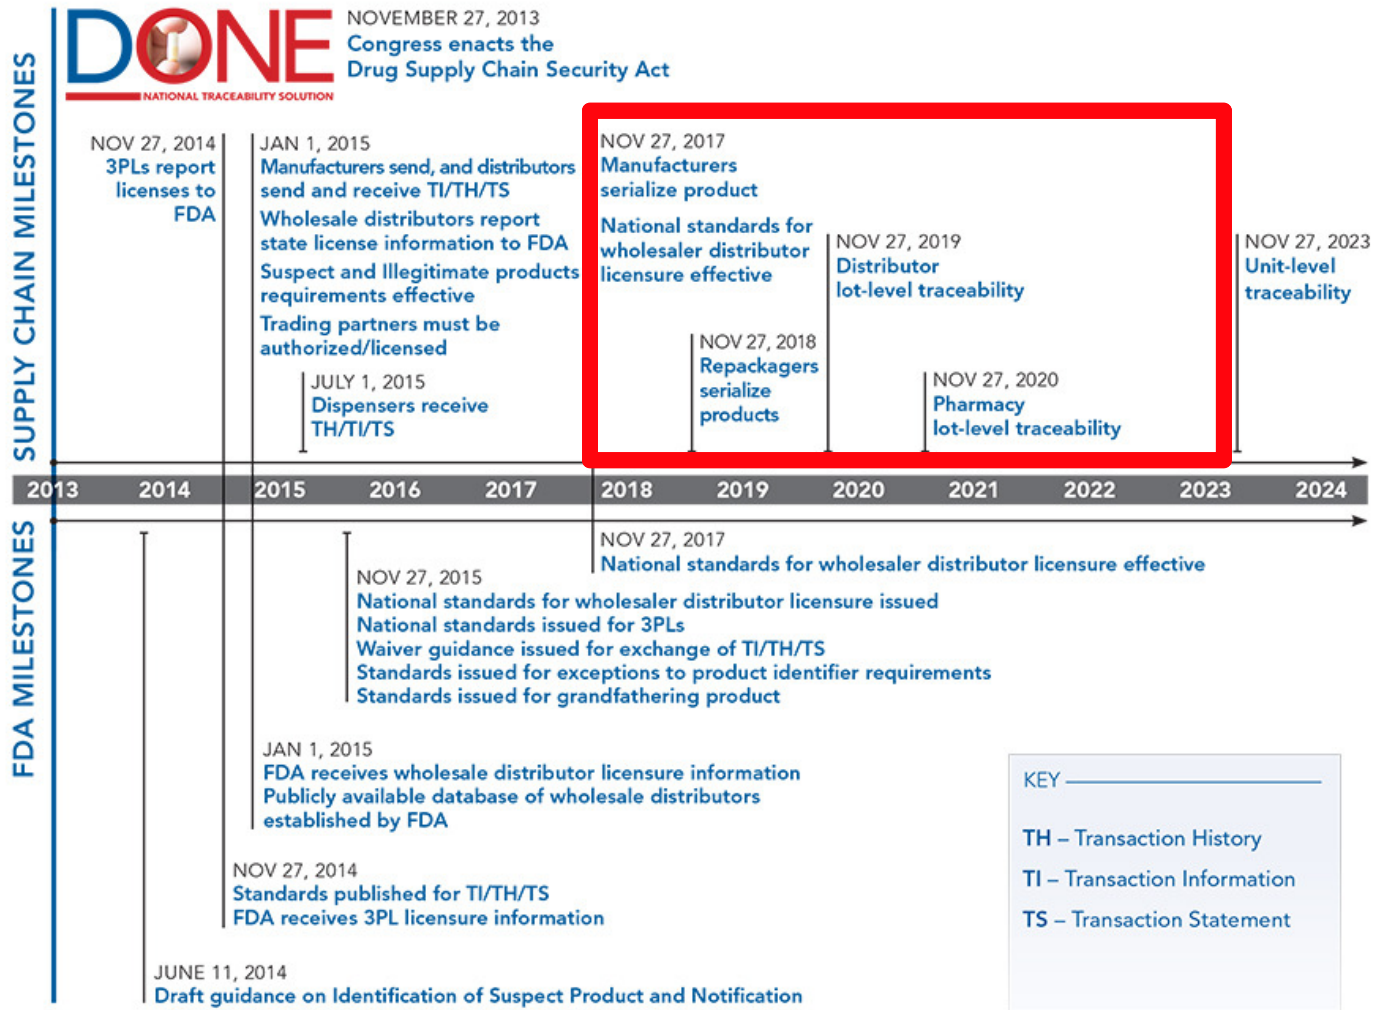 DONE
NATIONAL TRACEABILITY SOLUTION
NOVEMBER 27, 2013
Congress enacts the
Drug Supply Chain Security Act
SUPPLY CHAIN MILESTONES
NOV 27, 2014
3PLs report
licenses to
FDA
JAN 1, 2015
Manufacturers send, and distributors
send and receive TI/TH/TS
Wholesale distributors report
state license information to FDA
Suspect and Illegitimate products
requirements effective
Trading partners must be
authorized/licensed
JULY 1, 2015
Dispensers receive
TH/TI/TS
NOV 27, 2017
Manufacturers
serialize product
National standards for
wholesaler distributor
licensure effective
NOV 27, 2018
Repackagers
serialize
products
NOV 27, 2019
Distributor
lot-level traceability
NOV 27, 2020
Pharmacy
lot-level traceability
NOV 27, 2023
Unit-level
traceability
2013 2014 2015 2016 2017 2018 2019 2020 2021 2022 2023 2024
FDA MILESTONES
NOV 27, 2017
National standards for wholesaler distributor licensure effective
NOV 27, 2015
National standards for wholesaler distributor licensure issued
National standards issued for 3PLs
Waiver guidance issued for exchange of TI/TH/TS
Standards issued for exceptions to product identifier requirements
Standards issued for grandfathering product
JAN 1, 2015
FDA receives wholesale distributor licensure information
Publicly available database of wholesale distributors
established by FDA
NOV 27, 2014
Standards published for TI/TH/TS
FDA receives 3PL licensure information
JUNE 11, 2014
Draft guidance on Identification of Suspect Product and Notification
KEY
TH – Transaction History
TI – Transaction Information
TS – Transaction Statement